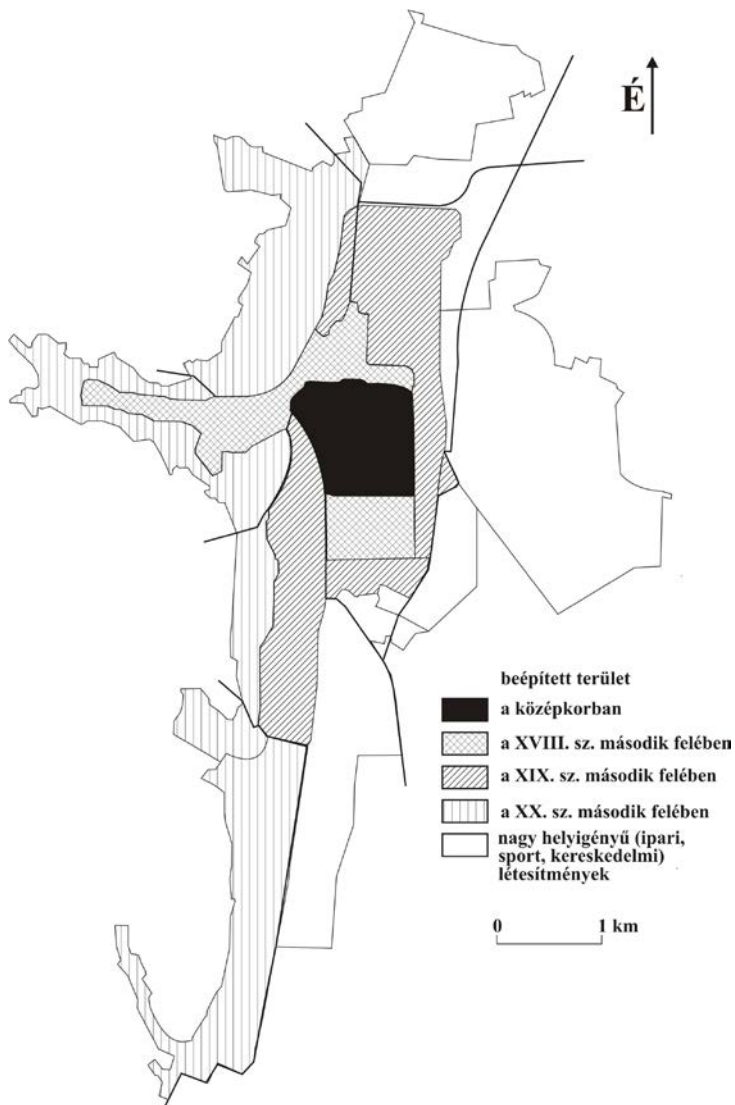 É
beépített terület
a középkorban
a XVIII. sz. második felében
a XIX. sz. második felében
a XX. sz. második felében
nagy helyigényű (ipari,
sport, kereskedelmi)
létesítmények
0 1 km